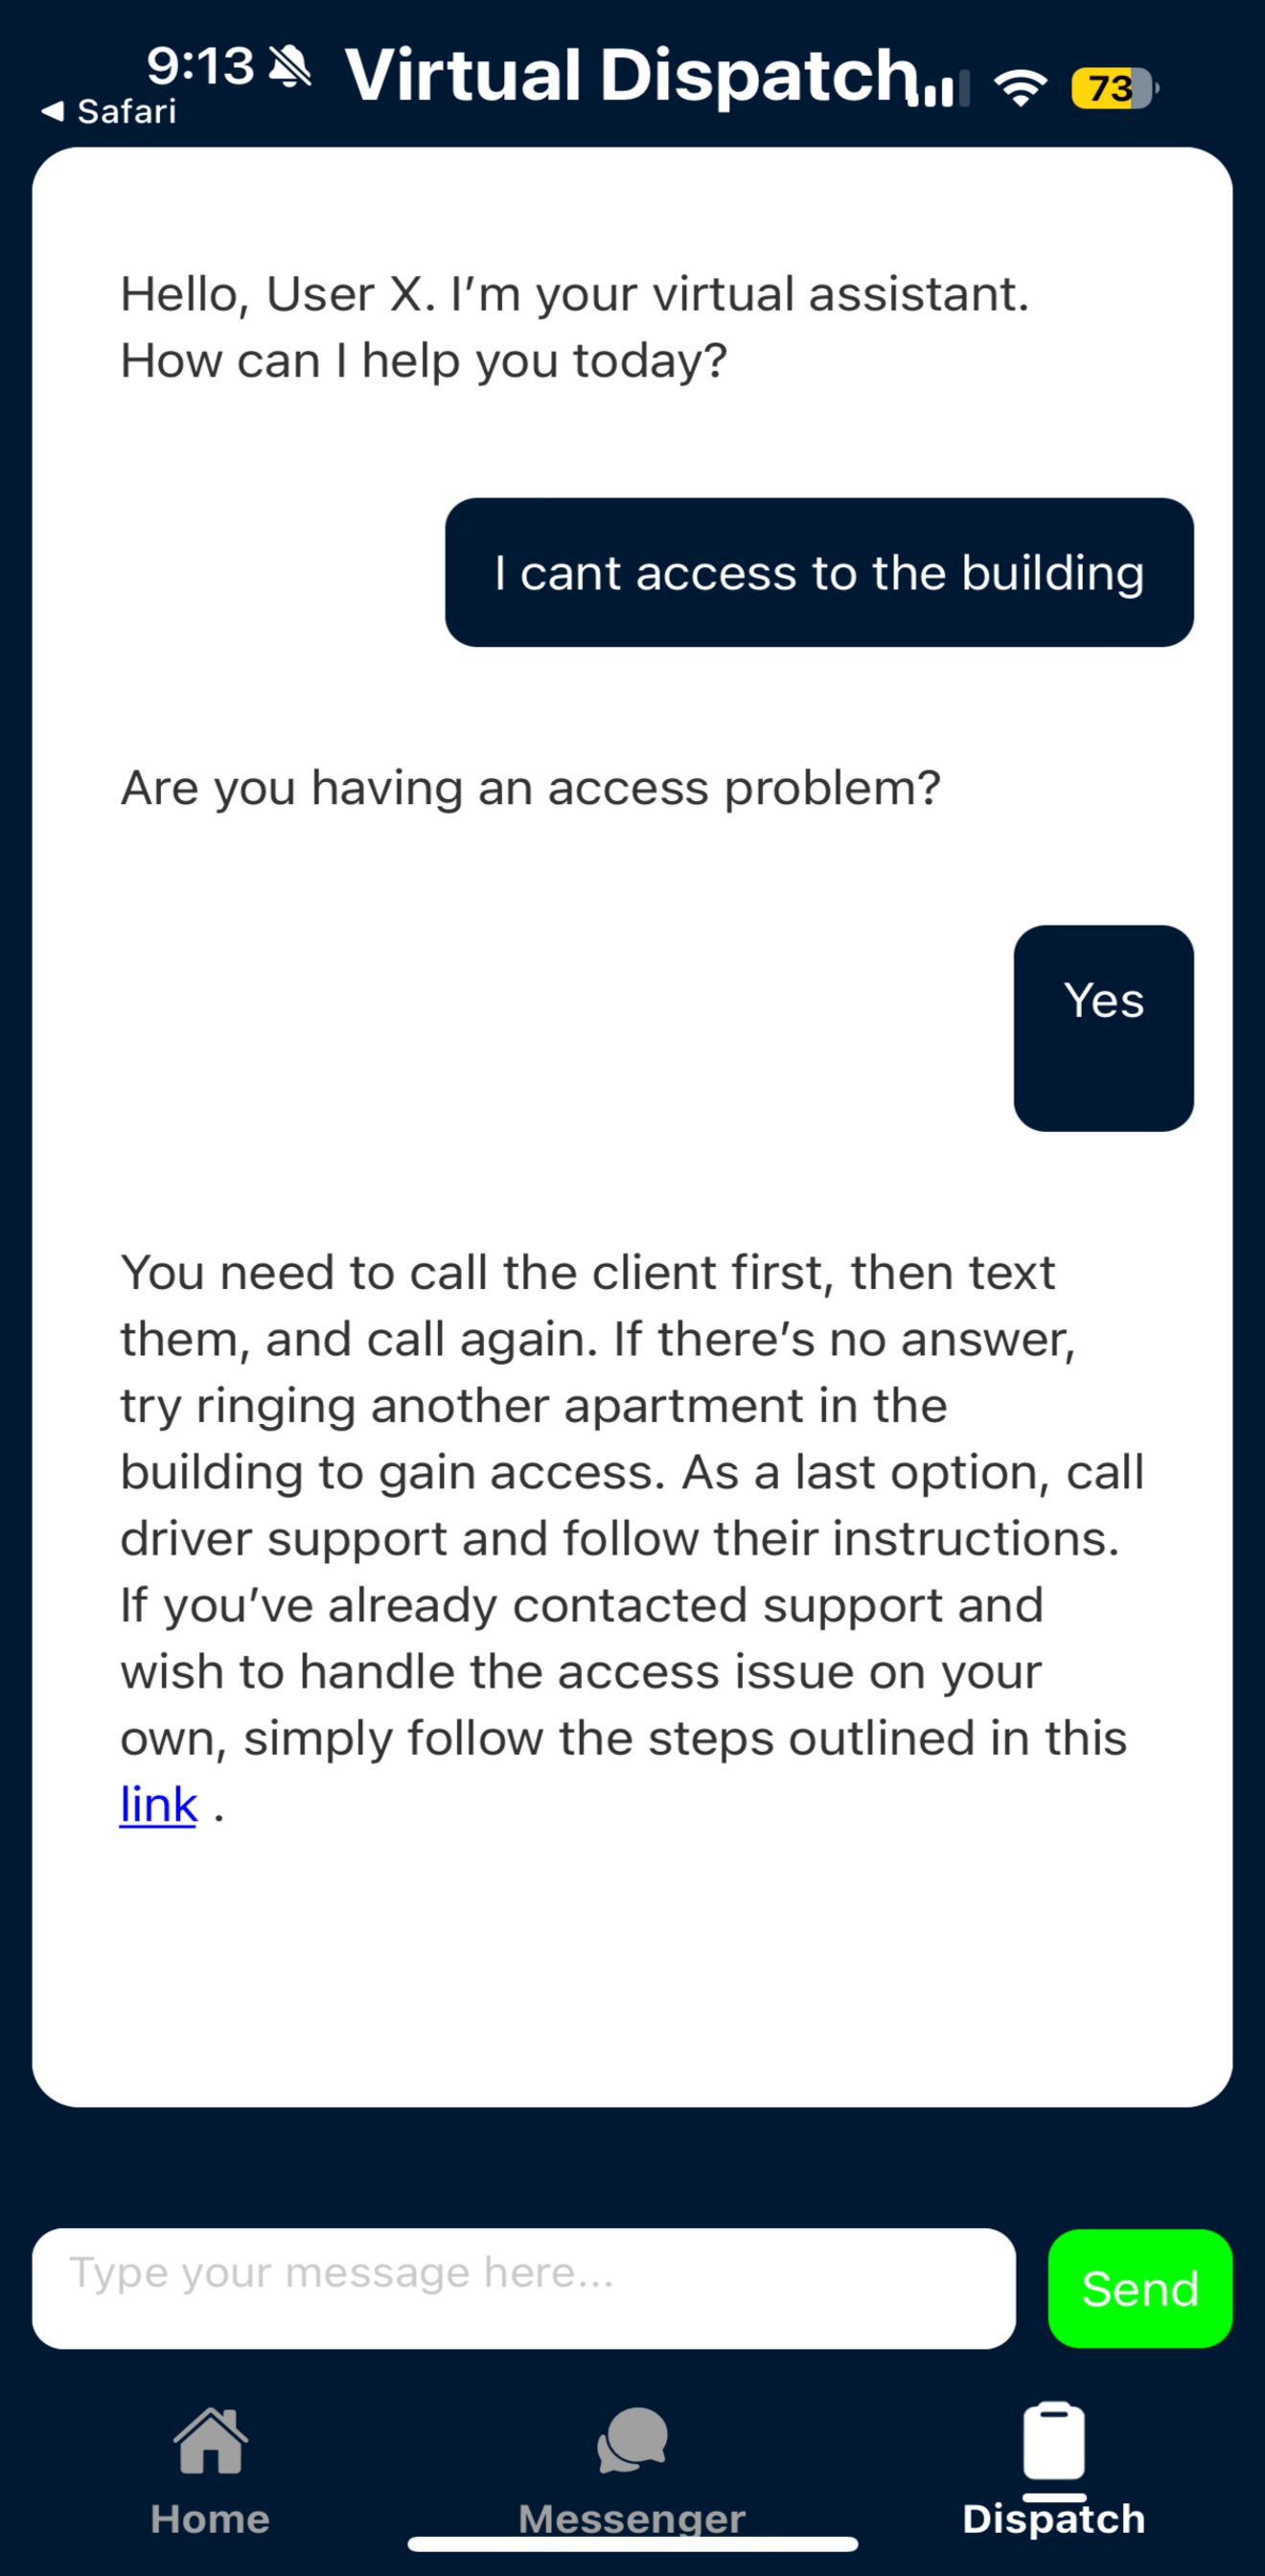 9:13 Virtual Dispatch 73
◀ Safari
Hello, User X. I’m your virtual assistant.
How can I help you today?
I cant access to the building
Are you having an access problem?
Yes
You need to call the client first, then text
them, and call again. If there’s no answer,
try ringing another apartment in the
building to gain access. As a last option, call
driver support and follow their instructions.
If you’ve already contacted support and
wish to handle the access issue on your
own, simply follow the steps outlined in this
link .
Type your message here...
Send
Home Messenger Dispatch